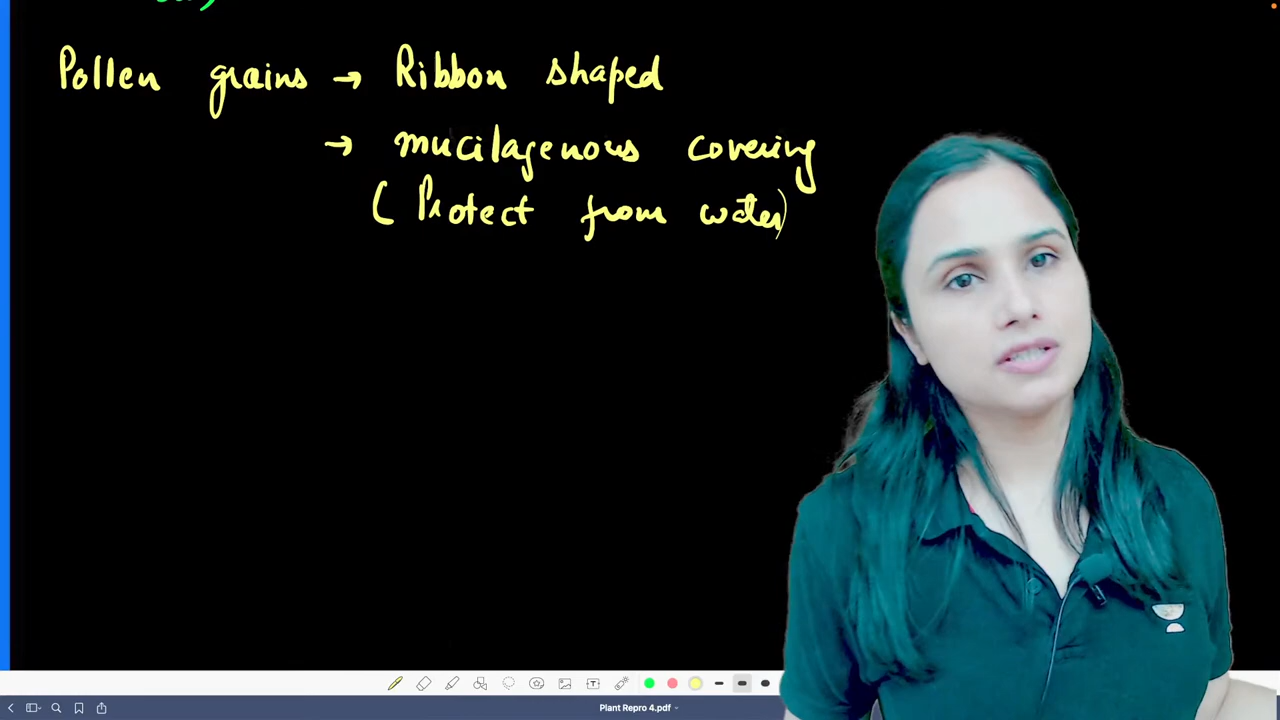 Pollen grains → Ribbon shaped
→ mucilagenous covering
(Protect from water)
Plant Repro 4.pdf